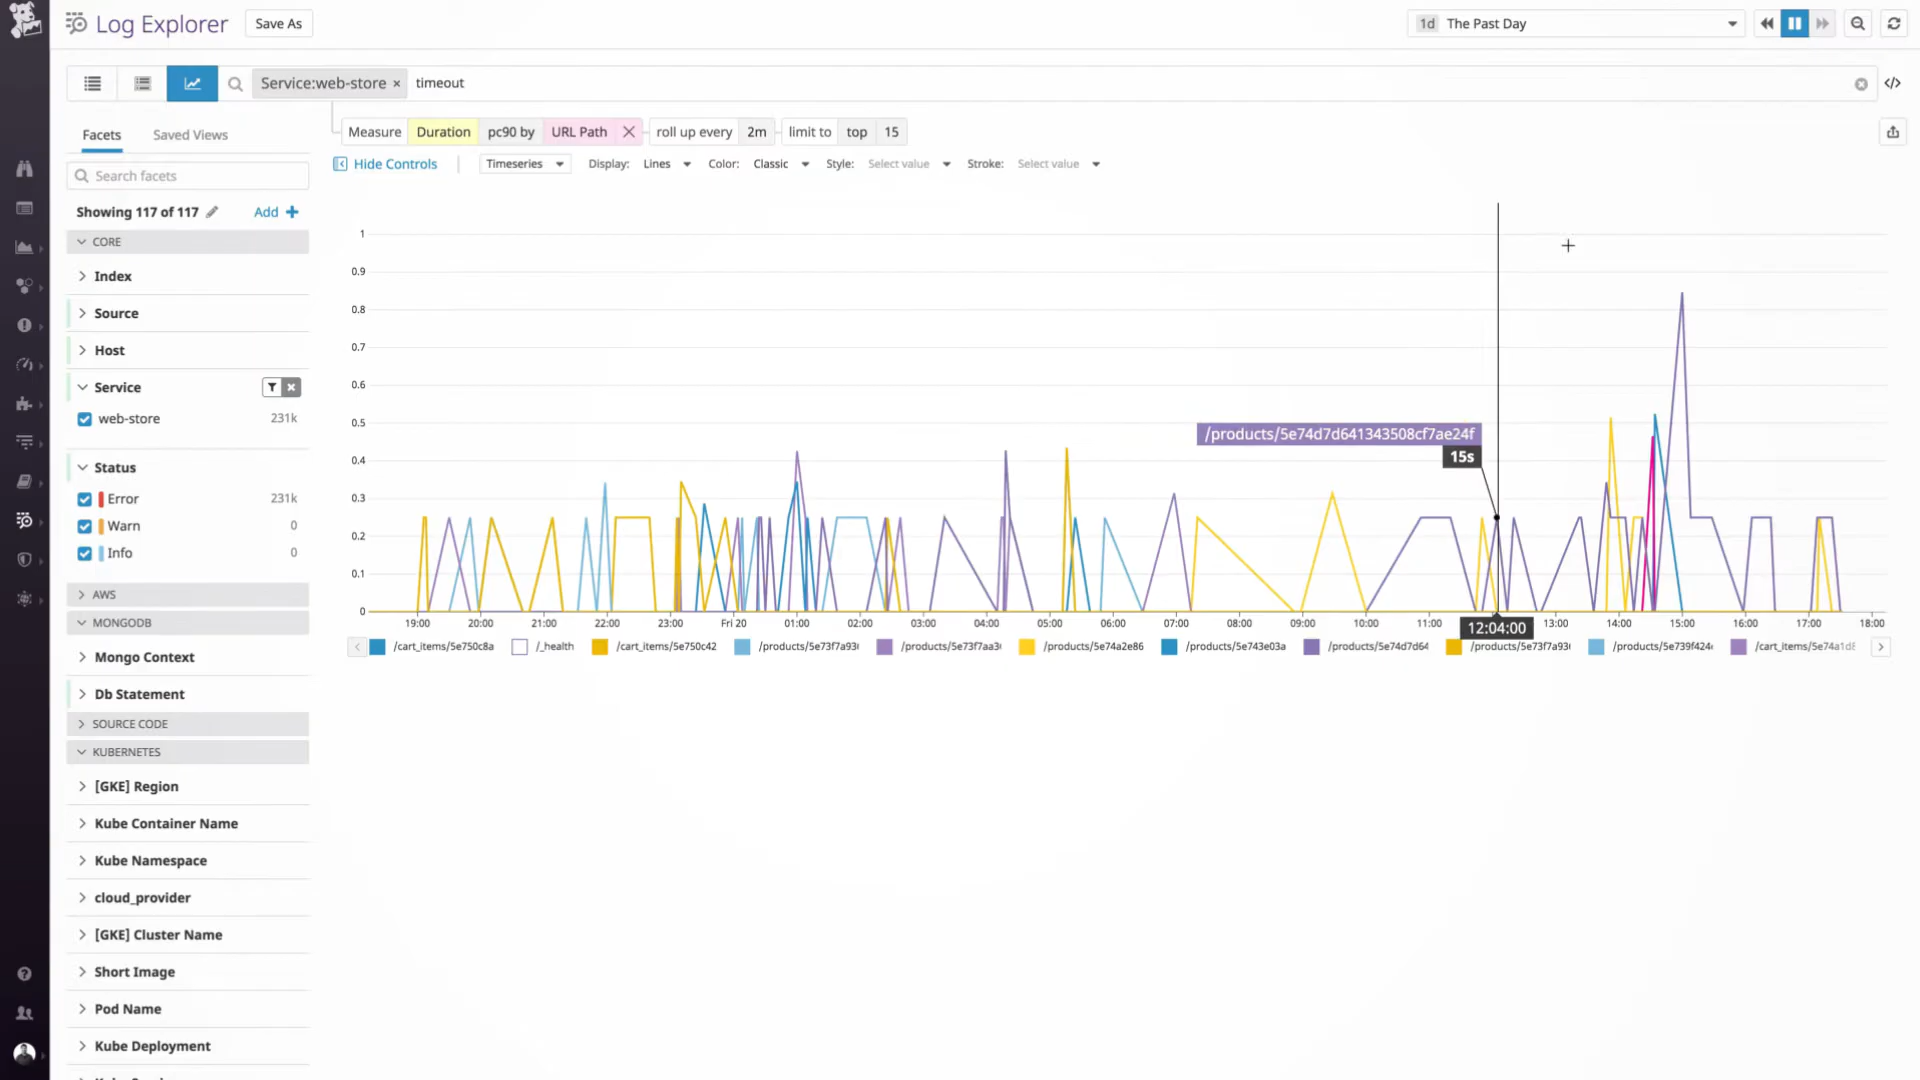 Log Explorer
Save As
1d The Past Day
Service:web-store × timeout
Measure Duration pc90 by URL Path roll up every 2m limit to top 15
Hide Controls Timeseries Display: Lines Color: Classic Style: Select value Stroke: Select value
Facets Saved Views
Search facets
Showing 117 of 117 Add
CORE
Index
Source
Host
Service
web-store 231k
Status
Error 231k
Warn 0
Info 0
AWS
MONGODB
Mongo Context
Db Statement
SOURCE CODE
KUBERNETES
[GKE] Region
Kube Container Name
Kube Namespace
cloud_provider
[GKE] Cluster Name
Short Image
Pod Name
Kube Deployment
1
0.9
0.8
0.7
0.6
0.5
0.4
0.3
0.2
0.1
0
/products/5e74d7d641343508cf7ae24f
15s
19:00 20:00 21:00 22:00 23:00 Fri 20 01:00 02:00 03:00 04:00 05:00 06:00 07:00 08:00 09:00 10:00 11:00 12:04:00 13:00 14:00 15:00 16:00 17:00 18:00
/cart_items/5e750c8a /_health /cart_items/5e750c42 /products/5e73f7a93 /products/5e73f7aa3 /products/5e74a2e86 /products/5e743e03a /products/5e74d7d64 /products/5e73f7a93 /products/5e739f424 /cart_items/5e74a1d8